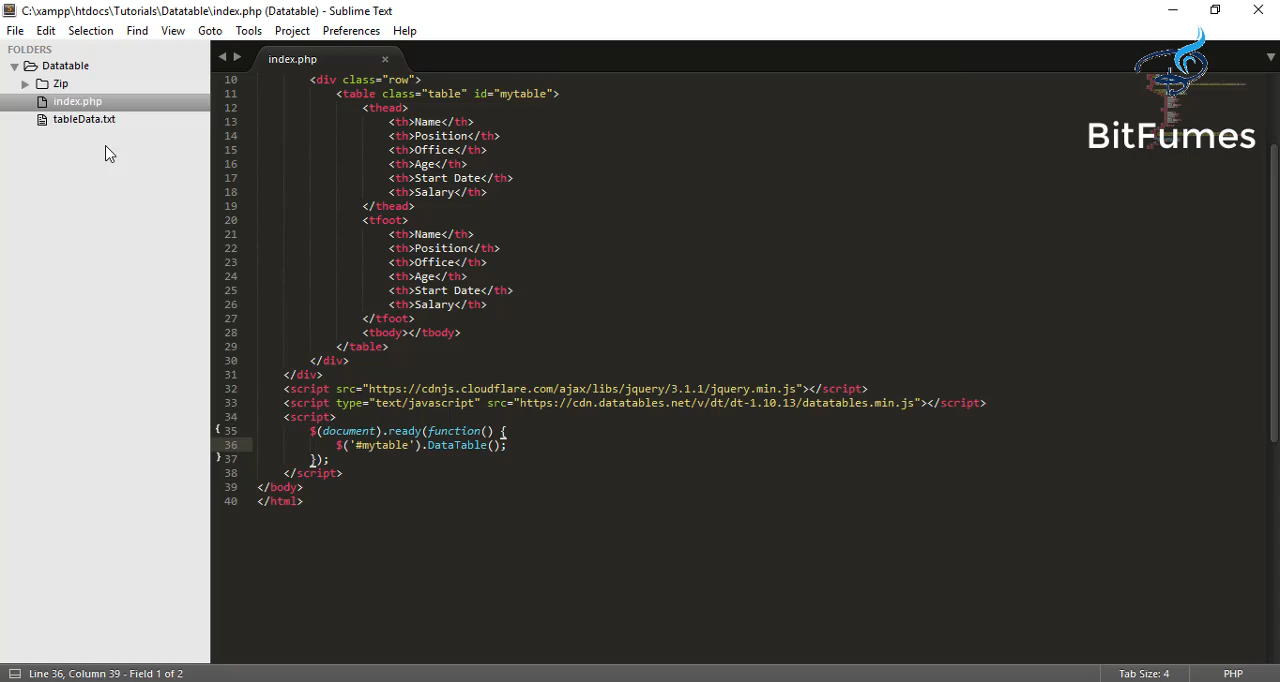 C:\xampp\htdocs\Tutorials\Datatable\index.php (Datatable) - Sublime Text
File Edit Selection Find View Goto Tools Project Preferences Help
FOLDERS
Datatable
Zip
index.php
tableData.txt
index.php ×
BitFumes
10 <div class="row">
11 <table class="table" id="mytable">
12 <thead>
13 <th>Name</th>
14 <th>Position</th>
15 <th>Office</th>
16 <th>Age</th>
17 <th>Start Date</th>
18 <th>Salary</th>
19 </thead>
20 <tfoot>
21 <th>Name</th>
22 <th>Position</th>
23 <th>Office</th>
24 <th>Age</th>
25 <th>Start Date</th>
26 <th>Salary</th>
27 </tfoot>
28 <tbody></tbody>
29 </table>
30 </div>
31 </div>
32 <script src="https://cdnjs.cloudflare.com/ajax/libs/jquery/3.1.1/jquery.min.js"></script>
33 <script type="text/javascript" src="https://cdn.datatables.net/v/dt/dt-1.10.13/datatables.min.js"></script>
34 <script>
{ 35 $(document).ready(function() {
36 $('#mytable').DataTable();
} 37 });
38 </script>
39 </body>
40 </html>
Line 36, Column 39 - Field 1 of 2
Tab Size: 4
PHP